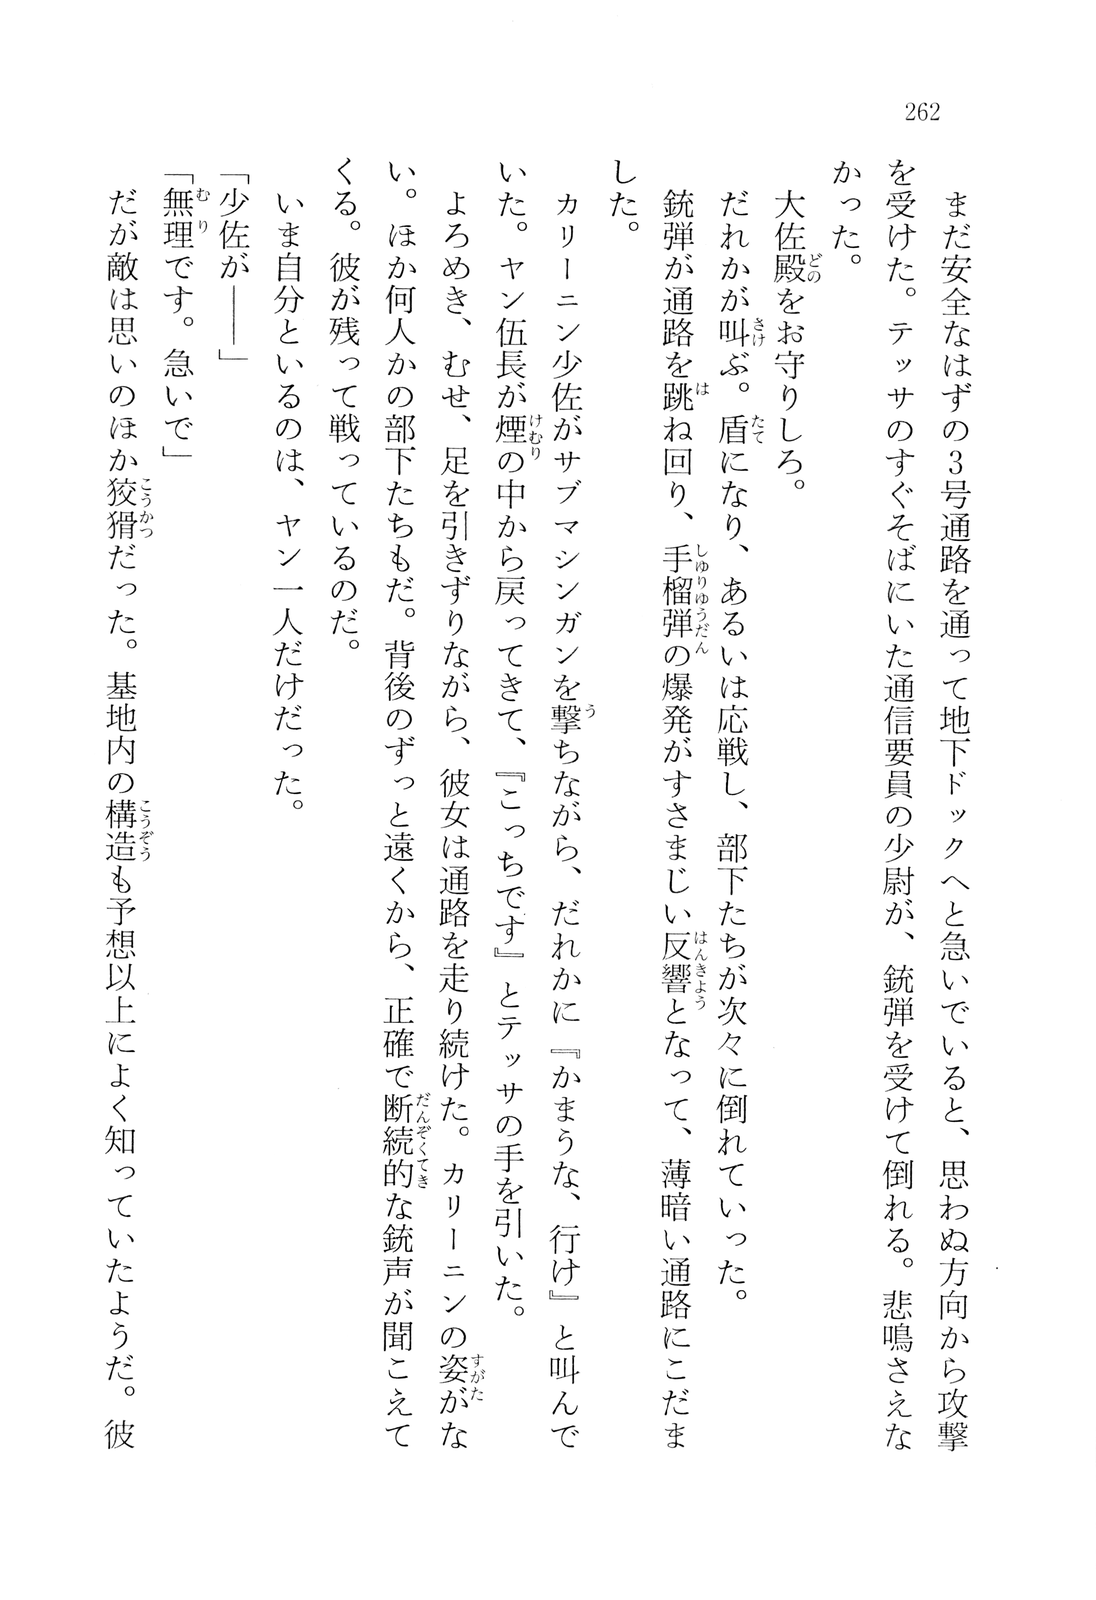 262
まだ安全なはずの3号通路を通って地下ドックへと急いでいると、思わぬ方向から攻撃
を受けた。テッサのすぐそばにいた通信要員の少尉が、銃弾を受けて倒れる。悲鳴さえな
かった。
大佐殿をお守りしろ。
だれかが叫ぶ。盾になり、あるいは応戦し、部下たちが次々に倒れていった。
銃弾が通路を跳ね回り、手榴弾の爆発がすさまじい反響となって、薄暗い通路にこだま
した。
カリーニン少佐がサブマシンガンを撃ちながら、だれかに『かまうな、行け』と叫んで
いた。ヤン伍長が煙の中から戻ってきて、『こっちです』とテッサの手を引いた。
よろめき、むせ、足を引きずりながら、彼女は通路を走り続けた。カリーニンの姿がな
い。ほか何人かの部下たちもだ。背後のずっと遠くから、正確で断続的な銃声が聞こえて
くる。彼が残って戦っているのだ。
いま自分といるのは、ヤン一人だけだった。
「少佐が――」
「無理です。急いで」
だが敵は思いのほか狡猾だった。基地内の構造も予想以上によく知っていたようだ。彼